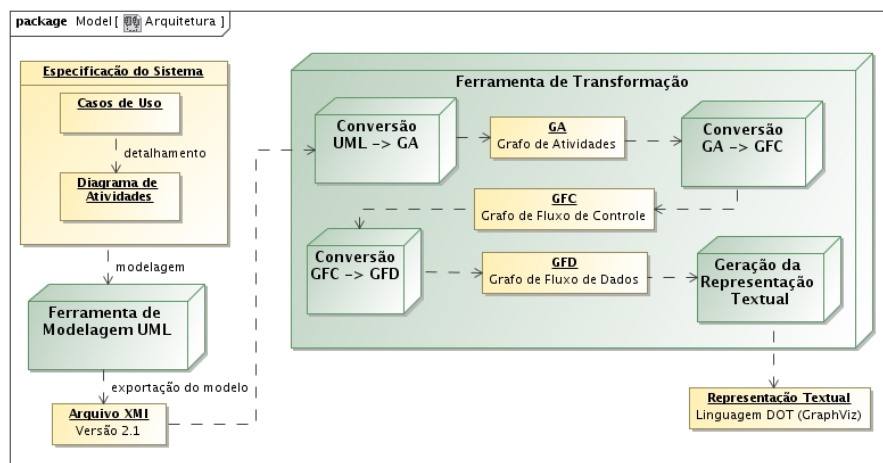 package Model [ Arquitetura ]
Especificação do Sistema
Casos de Uso
detalhamento
Diagrama de
Atividades
modelagem
Ferramenta de
Modelagem UML
exportação do modelo
Arquivo XMI
Versão 2.1
Ferramenta de Transformação
Conversão
UML -> GA
GA
Grafo de Atividades
Conversão
GA -> GFC
GFC
Grafo de Fluxo de Controle
Conversão
GFC -> GFD
GFD
Grafo de Fluxo de Dados
Geração da
Representação
Textual
Representação Textual
Linguagem DOT (GraphViz)